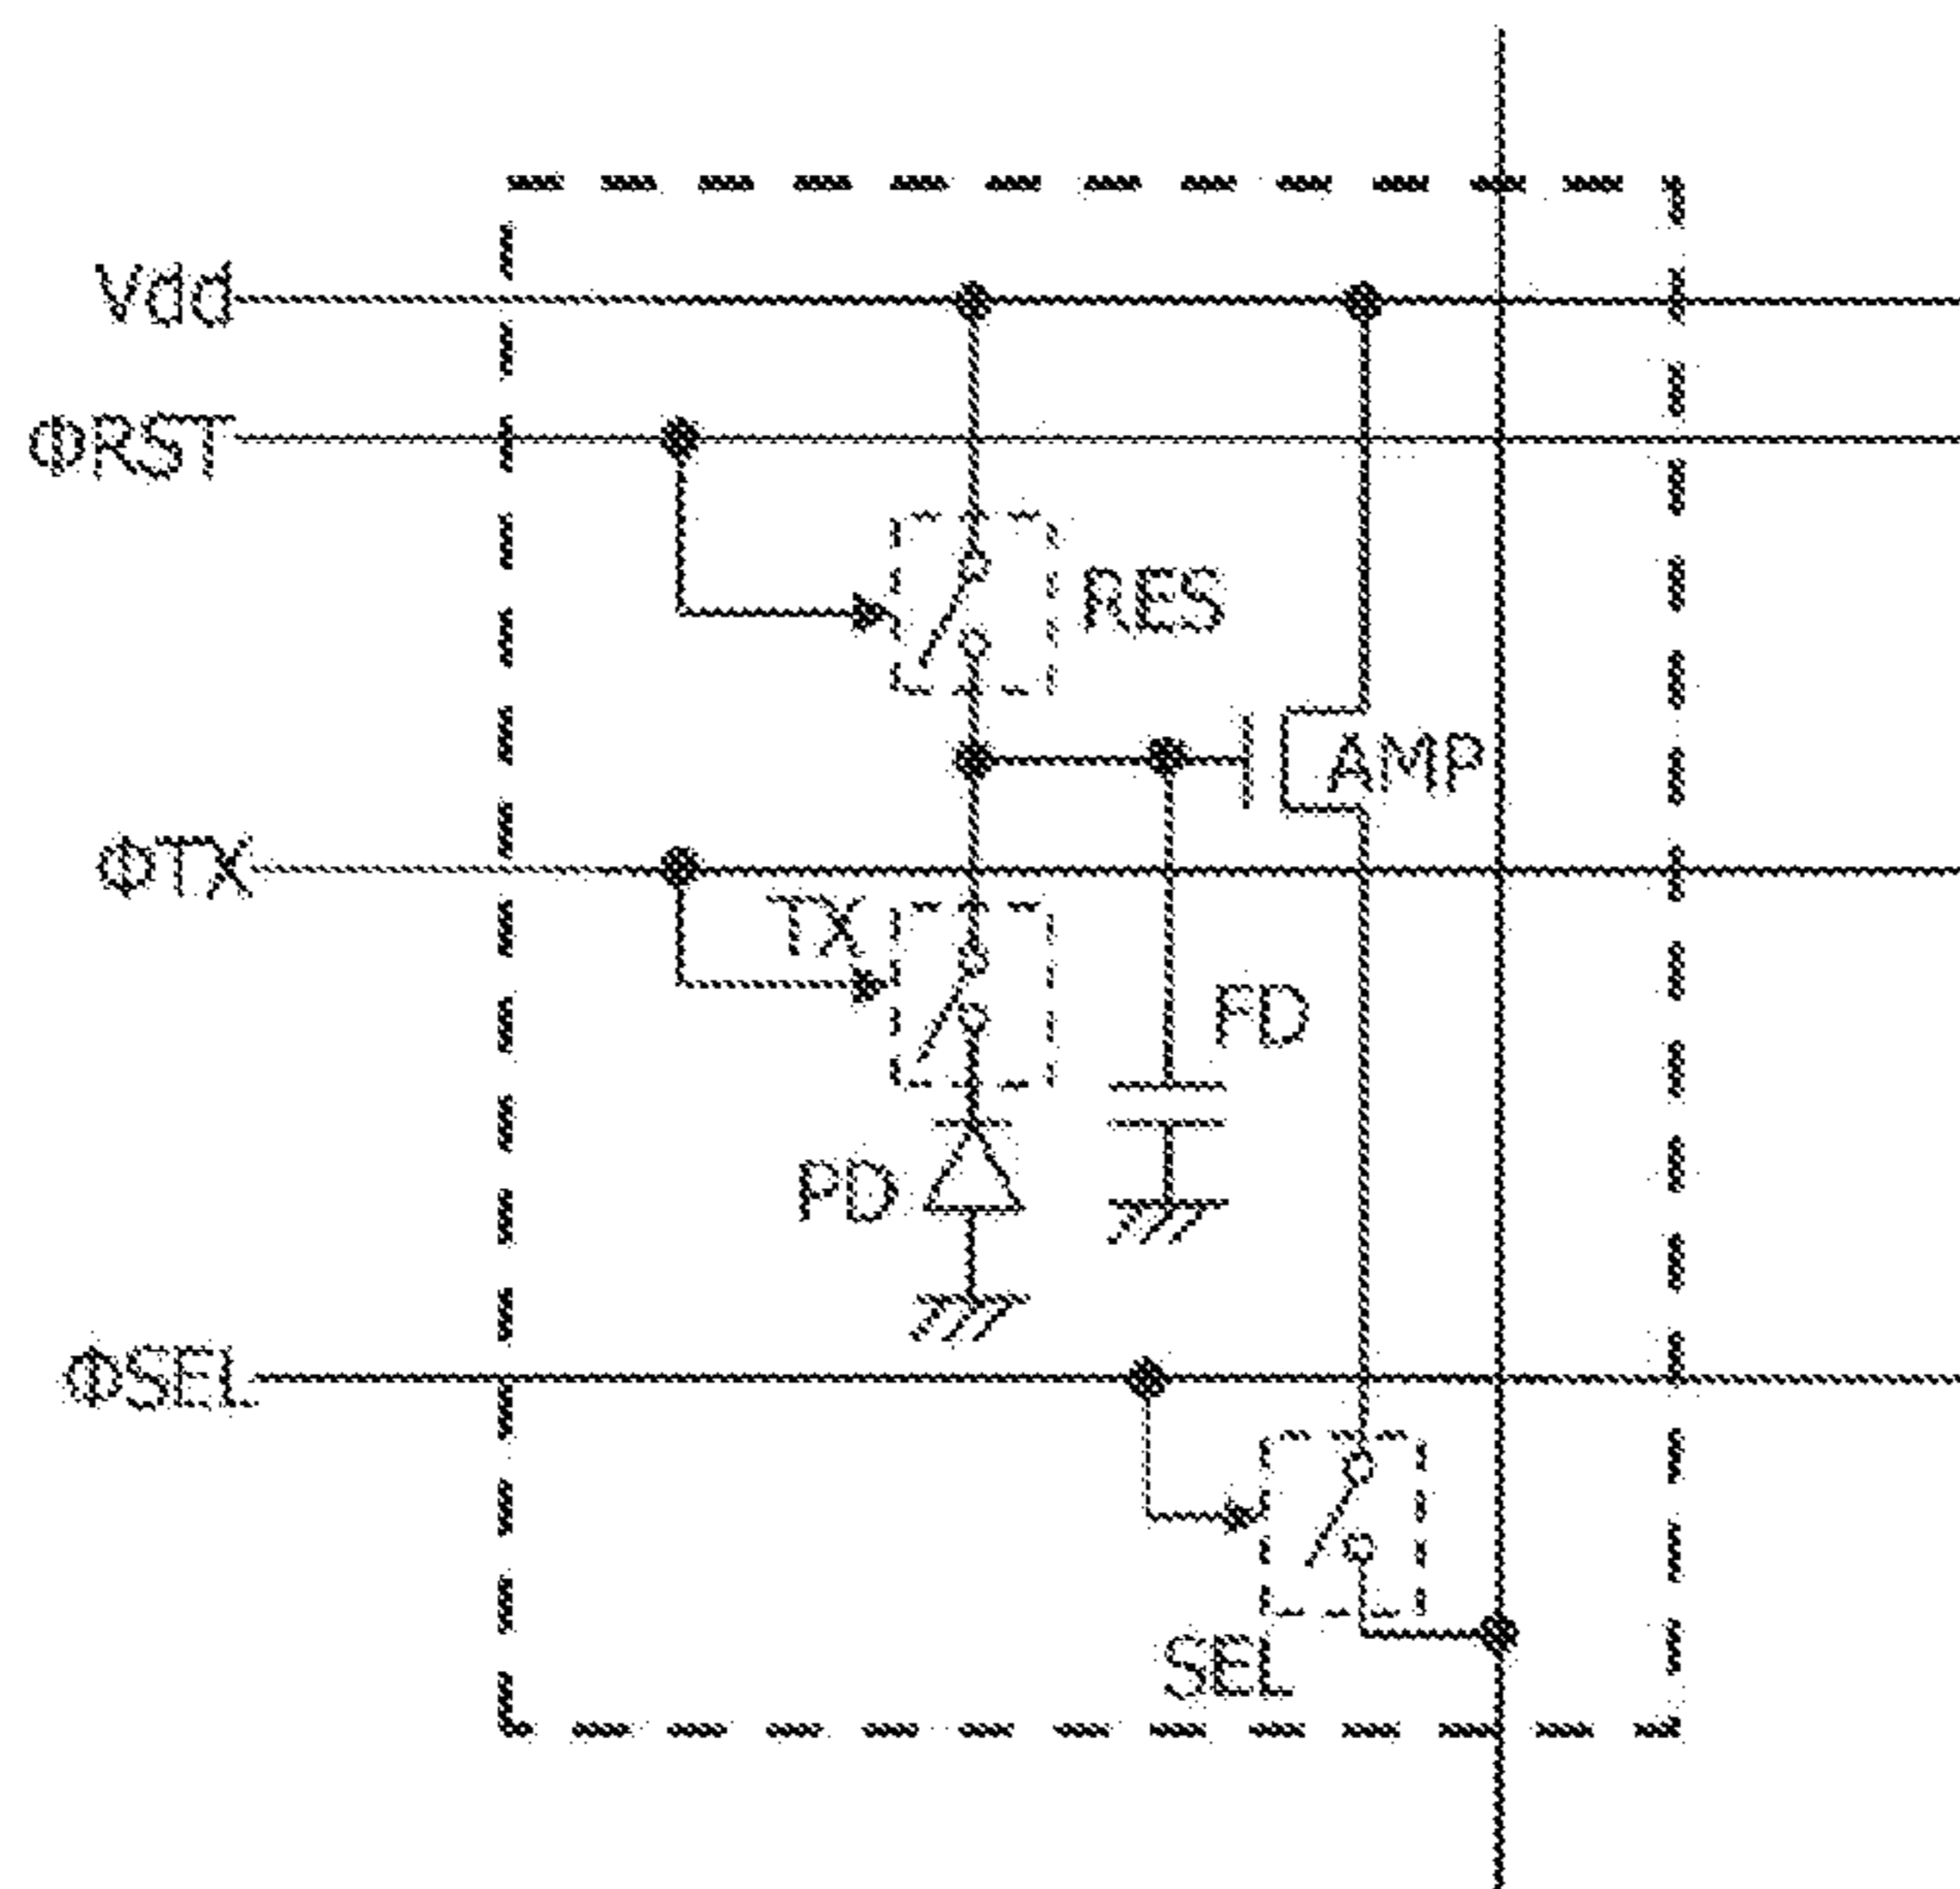 Vdd
ΦRST
RES
AMP
ΦTX
TX
FD
PD
ΦSEL
SEL